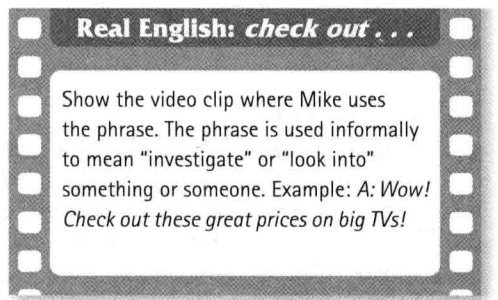 Real English: check out . . .
Show the video clip where Mike uses
the phrase. The phrase is used informally
to mean “investigate” or “look into”
something or someone. Example: A: Wow!
Check out these great prices on big TVs!